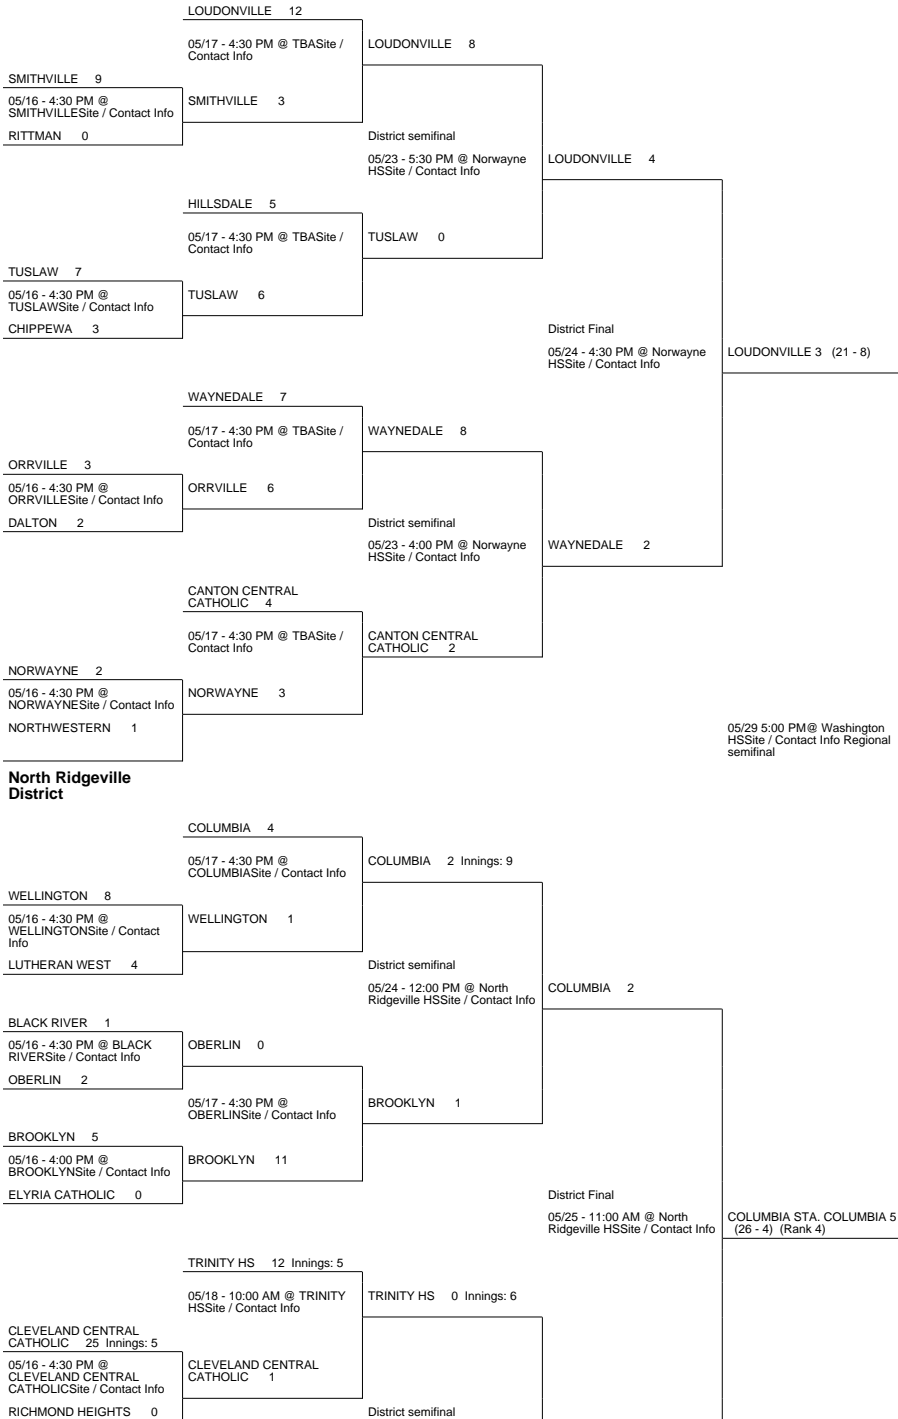 LOUDONVILLE 12
05/17 - 4:30 PM @ TBASite /
Contact Info
LOUDONVILLE 8
SMITHVILLE 9
05/16 - 4:30 PM @
SMITHVILLESite / Contact Info
SMITHVILLE 3
RITTMAN 0
District semifinal
05/23 - 5:30 PM @ Norwayne
HSSite / Contact Info
LOUDONVILLE 4
HILLSDALE 5
05/17 - 4:30 PM @ TBASite /
Contact Info
TUSLAW 0
TUSLAW 7
05/16 - 4:30 PM @
TUSLAWSite / Contact Info
TUSLAW 6
CHIPPEWA 3
District Final
05/24 - 4:30 PM @ Norwayne
HSSite / Contact Info
LOUDONVILLE 3 (21 - 8)
WAYNEDALE 7
05/17 - 4:30 PM @ TBASite /
Contact Info
WAYNEDALE 8
ORRVILLE 3
05/16 - 4:30 PM @
ORRVILLESite / Contact Info
ORRVILLE 6
DALTON 2
District semifinal
05/23 - 4:00 PM @ Norwayne
HSSite / Contact Info
WAYNEDALE 2
CANTON CENTRAL
CATHOLIC 4
05/17 - 4:30 PM @ TBASite /
Contact Info
CANTON CENTRAL
CATHOLIC 2
NORWAYNE 2
05/16 - 4:30 PM @
NORWAYNESite / Contact Info
NORWAYNE 3
NORTHWESTERN 1
05/29 5:00 PM@ Washington
HSSite / Contact Info Regional
semifinal
North Ridgeville
District
COLUMBIA 4
05/17 - 4:30 PM @
COLUMBIASite / Contact Info
COLUMBIA 2 Innings: 9
WELLINGTON 8
05/16 - 4:30 PM @
WELLINGTONSite / Contact
Info
WELLINGTON 1
LUTHERAN WEST 4
District semifinal
05/24 - 12:00 PM @ North
Ridgeville HSSite / Contact Info
COLUMBIA 2
BLACK RIVER 1
05/16 - 4:30 PM @ BLACK
RIVERSite / Contact Info
OBERLIN 0
OBERLIN 2
05/17 - 4:30 PM @
OBERLINSite / Contact Info
BROOKLYN 1
BROOKLYN 5
05/16 - 4:00 PM @
BROOKLYNSite / Contact Info
BROOKLYN 11
ELYRIA CATHOLIC 0
District Final
05/25 - 11:00 AM @ North
Ridgeville HSSite / Contact Info
COLUMBIA STA. COLUMBIA 5
(26 - 4) (Rank 4)
TRINITY HS 12 Innings: 5
05/18 - 10:00 AM @ TRINITY
HSSite / Contact Info
TRINITY HS 0 Innings: 6
CLEVELAND CENTRAL
CATHOLIC 25 Innings: 5
05/16 - 4:30 PM @
CLEVELAND CENTRAL
CATHOLICSite / Contact Info
CLEVELAND CENTRAL
CATHOLIC 1
RICHMOND HEIGHTS 0
District semifinal